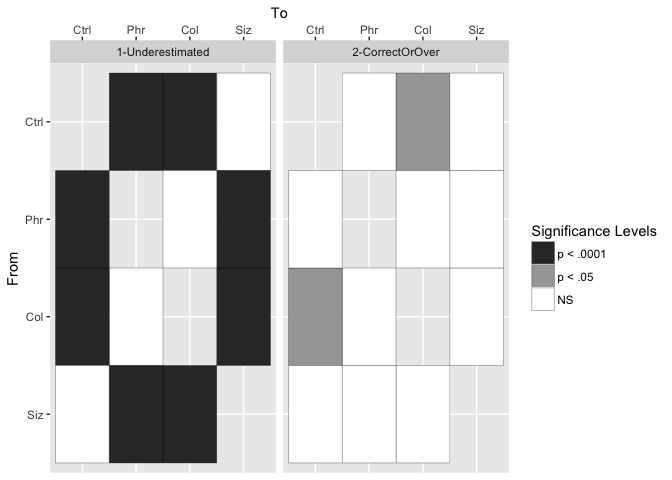 To
Ctrl Phr Col Siz Ctrl Phr Col Siz
1-Underestimated 2-CorrectOrOver
From
Ctrl
Phr
Col
Siz
Significance Levels
p < .0001
p < .05
NS